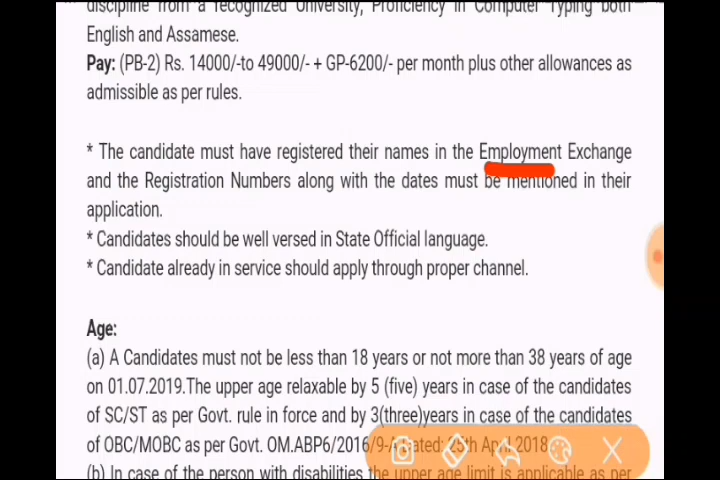 discipline from a recognized University, Proficiency in Computer Typing both
English and Assamese.
Pay: (PB-2) Rs. 14000/-to 49000/- + GP-6200/- per month plus other allowances as
admissible as per rules.
* The candidate must have registered their names in the Employment Exchange
and the Registration Numbers along with the dates must be mentioned in their
application.
* Candidates should be well versed in State Official language.
* Candidate already in service should apply through proper channel.
Age:
(a) A Candidates must not be less than 18 years or not more than 38 years of age
on 01.07.2019.The upper age relaxable by 5 (five) years in case of the candidates
of SC/ST as per Govt. rule in force and by 3(three)years in case of the candidates
of OBC/MOBC as per Govt. OM.ABP6/2016/9-A dated: 25th April 2018
(b) In case of the person with disabilities the upper age limit is applicable as per